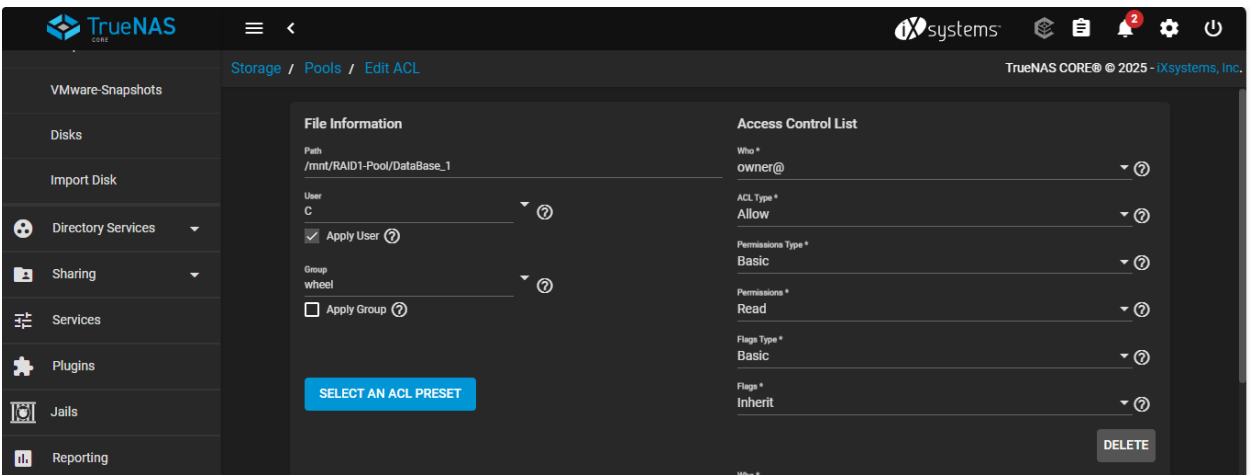 TrueNAS
CORE
iXsystems
2
Storage / Pools / Edit ACL
TrueNAS CORE® © 2025 - iXsystems, Inc.
VMware-Snapshots
Disks
Import Disk
Directory Services
Sharing
Services
Plugins
Jails
Reporting
File Information
Path
/mnt/RAID1-Pool/DataBase_1
User
C
Apply User
Group
wheel
Apply Group
SELECT AN ACL PRESET
Access Control List
Who *
owner@
ACL Type *
Allow
Permissions Type *
Basic
Permissions *
Read
Flags Type *
Basic
Flags *
Inherit
DELETE
Who *